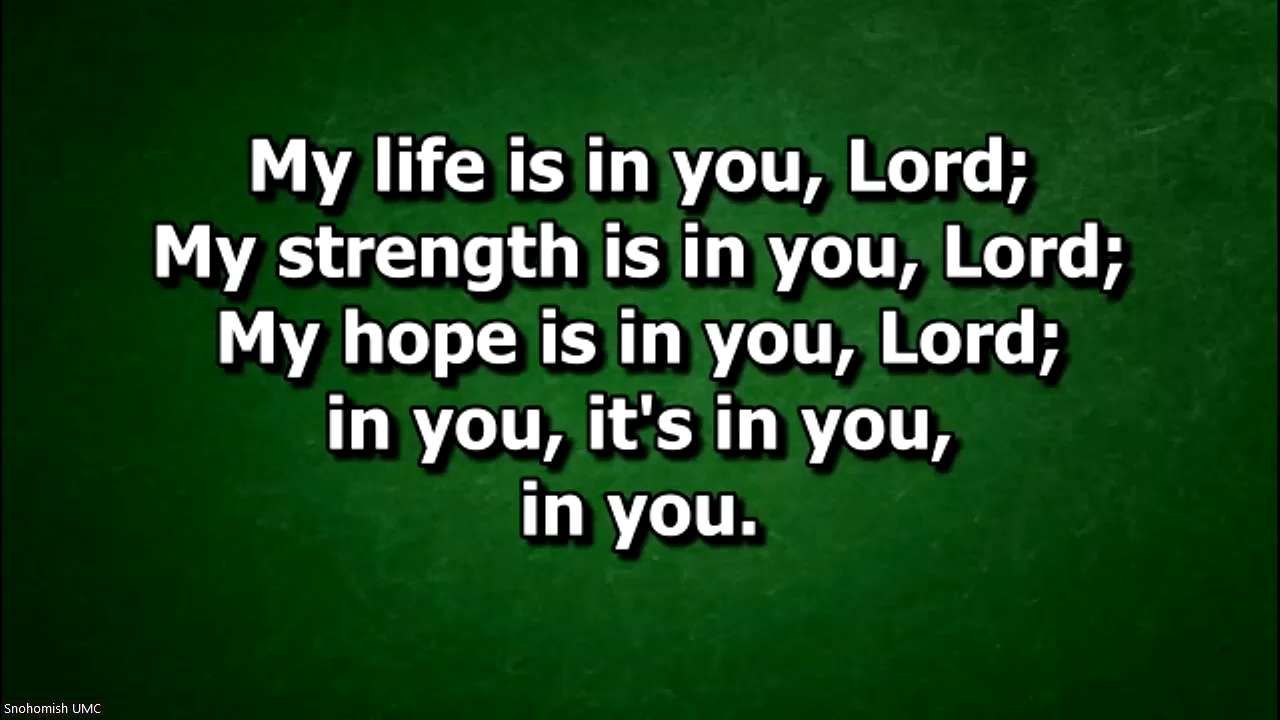 My life is in you, Lord;
My strength is in you, Lord;
My hope is in you, Lord;
in you, it's in you,
in you.
Snohomish UMC